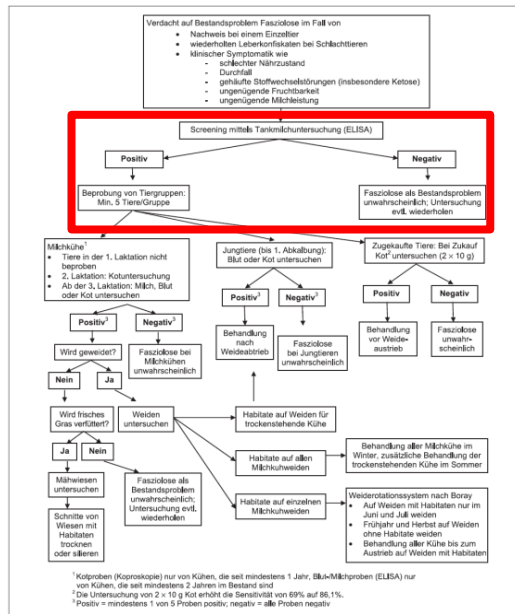 Verdacht auf Bestandsproblem Fasziolose im Fall von
• Nachweis bei einem Einzeltier
• wiederholten Leberkonfiskaten bei Schlachttieren
• klinischer Symptomatik wie
- schlechter Nährzustand
- Durchfall
- gehäufte Stoffwechselstörungen (insbesondere Ketose)
- ungenügende Fruchtbarkeit
- ungenügende Milchleistung
Screening mittels Tankmilchuntersuchung (ELISA)
Positiv
Negativ
Beprobung von Tiergruppen:
Min. 5 Tiere/Gruppe
Fasziolose als Bestandsproblem
unwahrscheinlich; Untersuchung
evtl. wiederholen
Milchkühe¹
• Tiere in der 1. Laktation nicht
beproben
• 2. Laktation: Kotuntersuchung
• Ab der 3. Laktation: Milch, Blut
oder Kot untersuchen
Jungtiere (bis 1. Abkalbung):
Blut oder Kot untersuchen
Zugekaufte Tiere: Bei Zukauf
Kot² untersuchen (2 × 10 g)
Positiv³
Negativ³
Positiv³
Negativ³
Positiv
Negativ
Wird geweidet?
Fasziolose bei
Milchkühen
unwahrscheinlich
Behandlung
nach
Weideabtrieb
Fasziolose
bei Jungtieren
unwahrscheinlich
Behandlung
vor Weide-
austrieb
Fasziolose
unwahr-
scheinlich
Nein
Ja
Wird frisches
Gras verfüttert?
Weiden
untersuchen
Habitate auf Weiden für
trockenstehende Kühe
Ja
Nein
Habitate auf allen
Milchkuhweiden
Behandlung aller Milchkühe im
Winter, zusätzliche Behandlung der
trockenstehenden Kühe im Sommer
Mähwiesen
untersuchen
Fasziolose als
Bestandsproblem
unwahrscheinlich;
Untersuchung evtl.
wiederholen
Habitate auf einzelnen
Milchkuhweiden
Weiderotationssystem nach Boray
• Auf Weiden mit Habitaten nur im
Juni und Juli weiden
• Frühjahr und Herbst auf Weiden
ohne Habitate weiden
• Behandlung aller Kühe bis zum
Austrieb auf Weiden mit Habitaten
Schnitte von
Wiesen mit
Habitaten
trocknen
oder silieren
¹ Kotproben (Koproskopie) nur von Kühen, die seit mindestens 1 Jahr, Blut-/Milchproben (ELISA) nur
von Kühen, die seit mindestens 2 Jahren im Bestand sind
² Die Untersuchung von 2 × 10 g Kot erhöht die Sensitivität von 69% auf 86,1%.
³ Positiv = mindestens 1 von 5 Proben positiv; negativ = alle Proben negativ